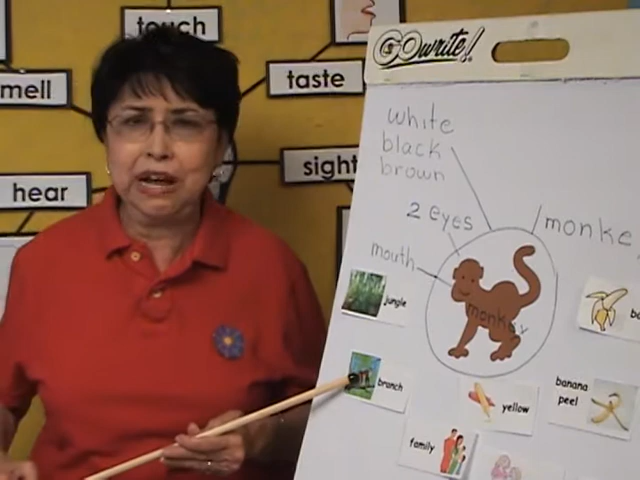 touch
mell
taste
sight
hear
GOwrite!
white
black
brown
2 eyes
monke
mouth
monkey
jungle
branch
yellow
banana
peel
family
ba